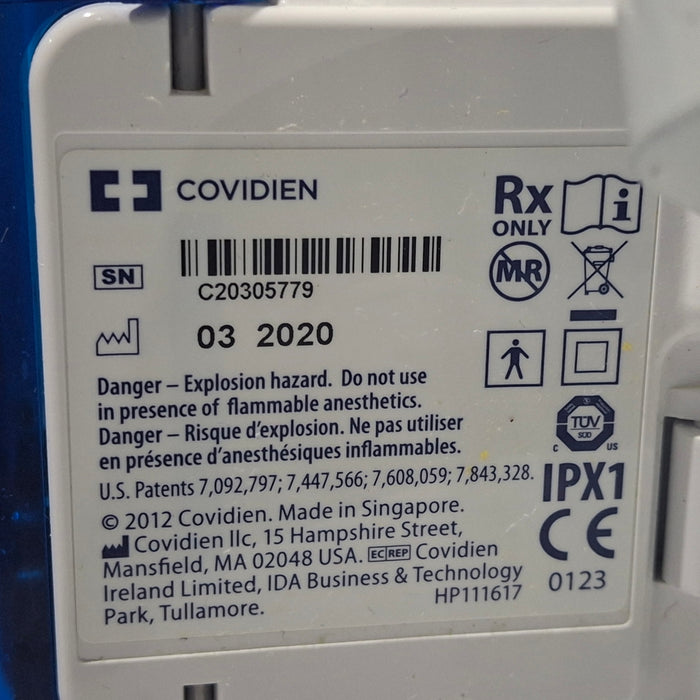 COVIDIEN
Rx
ONLY
i
SN
C20305779
MR
03 2020
Danger – Explosion hazard. Do not use
in presence of flammable anesthetics.
Danger – Risque d'explosion. Ne pas utiliser
en présence d'anesthésiques inflammables.
TÜV
SÜD
C US
U.S. Patents 7,092,797; 7,447,566; 7,608,059; 7,843,328.
IPX1
© 2012 Covidien. Made in Singapore.
Covidien llc, 15 Hampshire Street,
Mansfield, MA 02048 USA. EC REP Covidien
Ireland Limited, IDA Business & Technology
Park, Tullamore.
HP111617
CE
0123